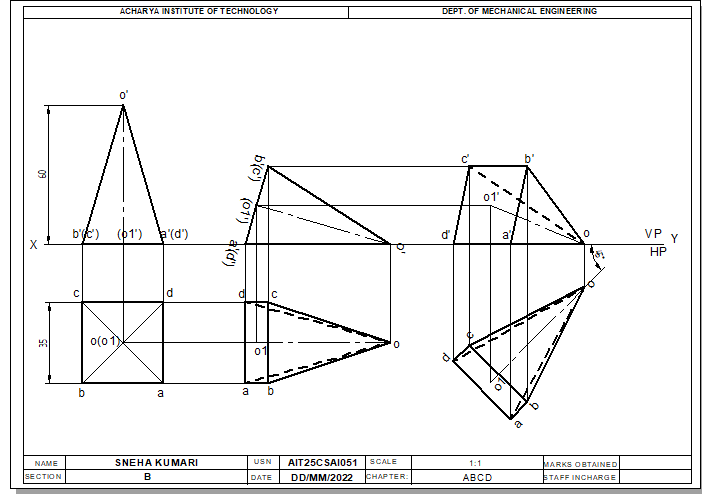 ACHARYA INSTITUTE OF TECHNOLOGY DEPT. OF MECHANICAL ENGINEERING
o'
60
b'(c') (o1') a'(d')
X
c d
35
o(o1)
b a
b'(c')
(o1')
a'(d')
o'
d c
o1
o
a b
c' b'
o1'
d' a' o
VP Y
HP
45°
o
c
d
o1
b
a
NAME SNEHA KUMARI USN AIT25CSAI051 SCALE 1:1 MARKS OBTAINED
SECTION B DATE DD/MM/2022 CHAPTER: ABCD STAFF INCHARGE